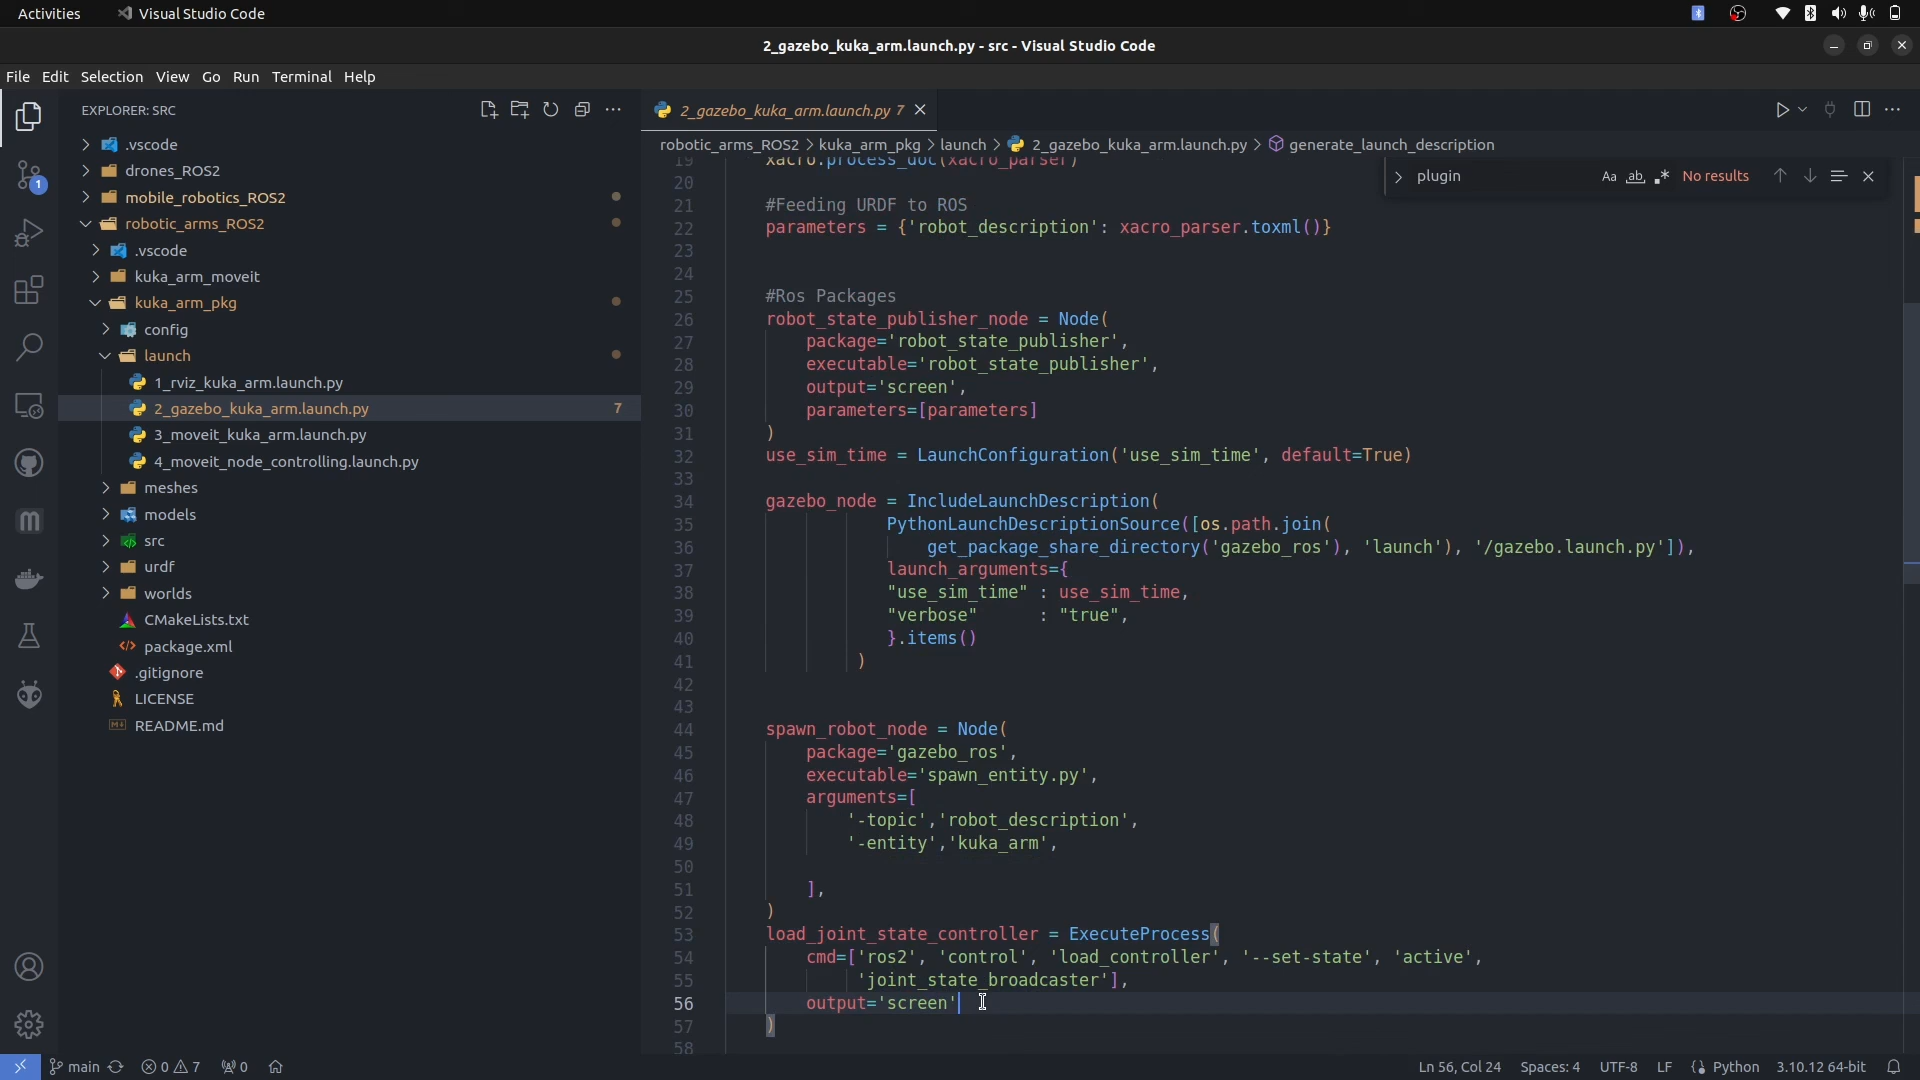 Activities
Visual Studio Code
2_gazebo_kuka_arm.launch.py - src - Visual Studio Code
File Edit Selection View Go Run Terminal Help
EXPLORER: SRC
.vscode
drones_ROS2
mobile_robotics_ROS2
robotic_arms_ROS2
.vscode
kuka_arm_moveit
kuka_arm_pkg
config
launch
1_rviz_kuka_arm.launch.py
2_gazebo_kuka_arm.launch.py 7
3_moveit_kuka_arm.launch.py
4_moveit_node_controlling.launch.py
meshes
models
src
urdf
worlds
CMakeLists.txt
package.xml
.gitignore
LICENSE
README.md
1
2_gazebo_kuka_arm.launch.py 7
robotic_arms_ROS2 > kuka_arm_pkg > launch > 2_gazebo_kuka_arm.launch.py > generate_launch_description
plugin Aa ab .* No results
19 xacro.process_doc(xacro_parser)
20
21 #Feeding URDF to ROS
22 parameters = {'robot_description': xacro_parser.toxml()}
23
24
25 #Ros Packages
26 robot_state_publisher_node = Node(
27 package='robot_state_publisher',
28 executable='robot_state_publisher',
29 output='screen',
30 parameters=[parameters]
31 )
32 use_sim_time = LaunchConfiguration('use_sim_time', default=True)
33
34 gazebo_node = IncludeLaunchDescription(
35 PythonLaunchDescriptionSource([os.path.join(
36 get_package_share_directory('gazebo_ros'), 'launch'), '/gazebo.launch.py']),
37 launch_arguments={
38 "use_sim_time" : use_sim_time,
39 "verbose" : "true",
40 }.items()
41 )
42
43
44 spawn_robot_node = Node(
45 package='gazebo_ros',
46 executable='spawn_entity.py',
47 arguments=[
48 '-topic','robot_description',
49 '-entity','kuka_arm',
50
51 ],
52 )
53 load_joint_state_controller = ExecuteProcess(
54 cmd=['ros2', 'control', 'load_controller', '--set-state', 'active',
55 'joint_state_broadcaster'],
56 output='screen'
57 )
58
main 0 7 0 Ln 56, Col 24 Spaces: 4 UTF-8 LF Python 3.10.12 64-bit